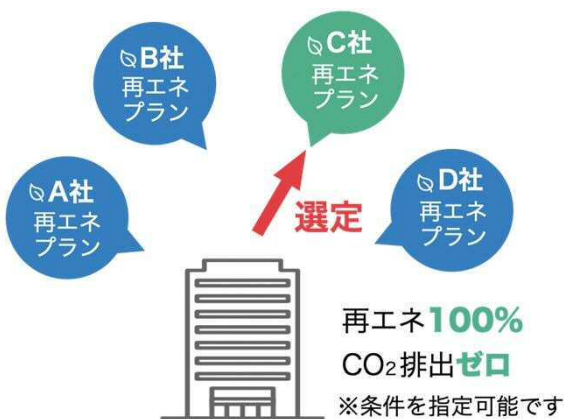 B社
再エネ
プラン
C社
再エネ
プラン
A社
再エネ
プラン
D社
再エネ
プラン
選定
再エネ100%
CO₂排出ゼロ
※条件を指定可能です